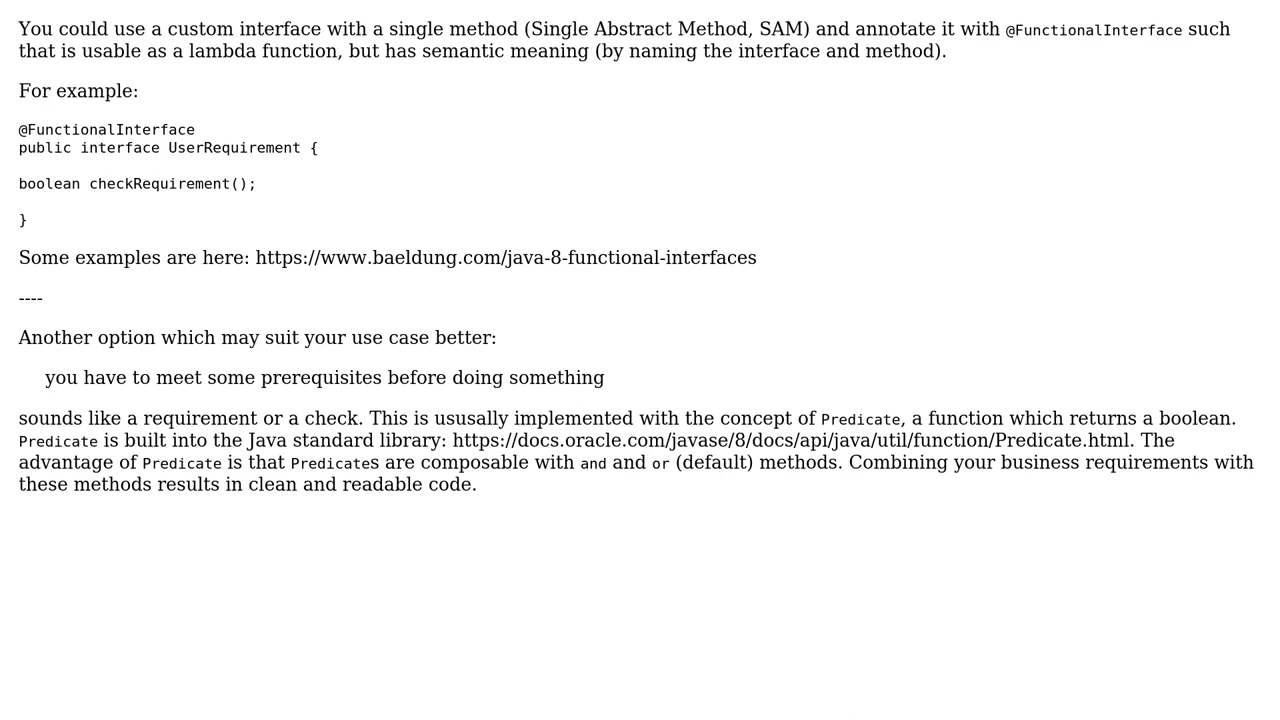 You could use a custom interface with a single method (Single Abstract Method, SAM) and annotate it with @FunctionalInterface such
that is usable as a lambda function, but has semantic meaning (by naming the interface and method).
For example:
@FunctionalInterface
public interface UserRequirement {
boolean checkRequirement();
}
Some examples are here: https://www.baeldung.com/java-8-functional-interfaces
----
Another option which may suit your use case better:
you have to meet some prerequisites before doing something
sounds like a requirement or a check. This is ususally implemented with the concept of Predicate, a function which returns a boolean.
Predicate is built into the Java standard library: https://docs.oracle.com/javase/8/docs/api/java/util/function/Predicate.html. The
advantage of Predicate is that Predicates are composable with and and or (default) methods. Combining your business requirements with
these methods results in clean and readable code.